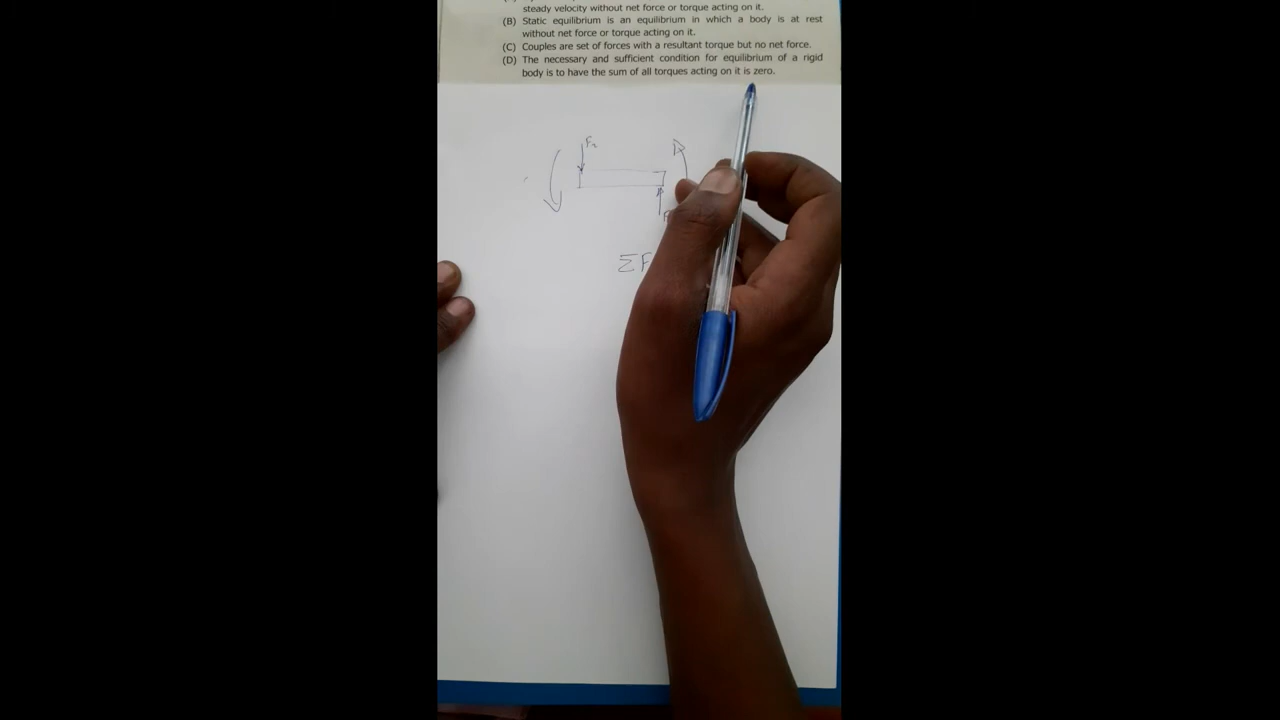 steady velocity without net force or torque acting on it.
(B) Static equilibrium is an equilibrium in which a body is at rest
without net force or torque acting on it.
(C) Couples are set of forces with a resultant torque but no net force.
(D) The necessary and sufficient condition for equilibrium of a rigid
body is to have the sum of all torques acting on it is zero.
F₂
F
ΣF